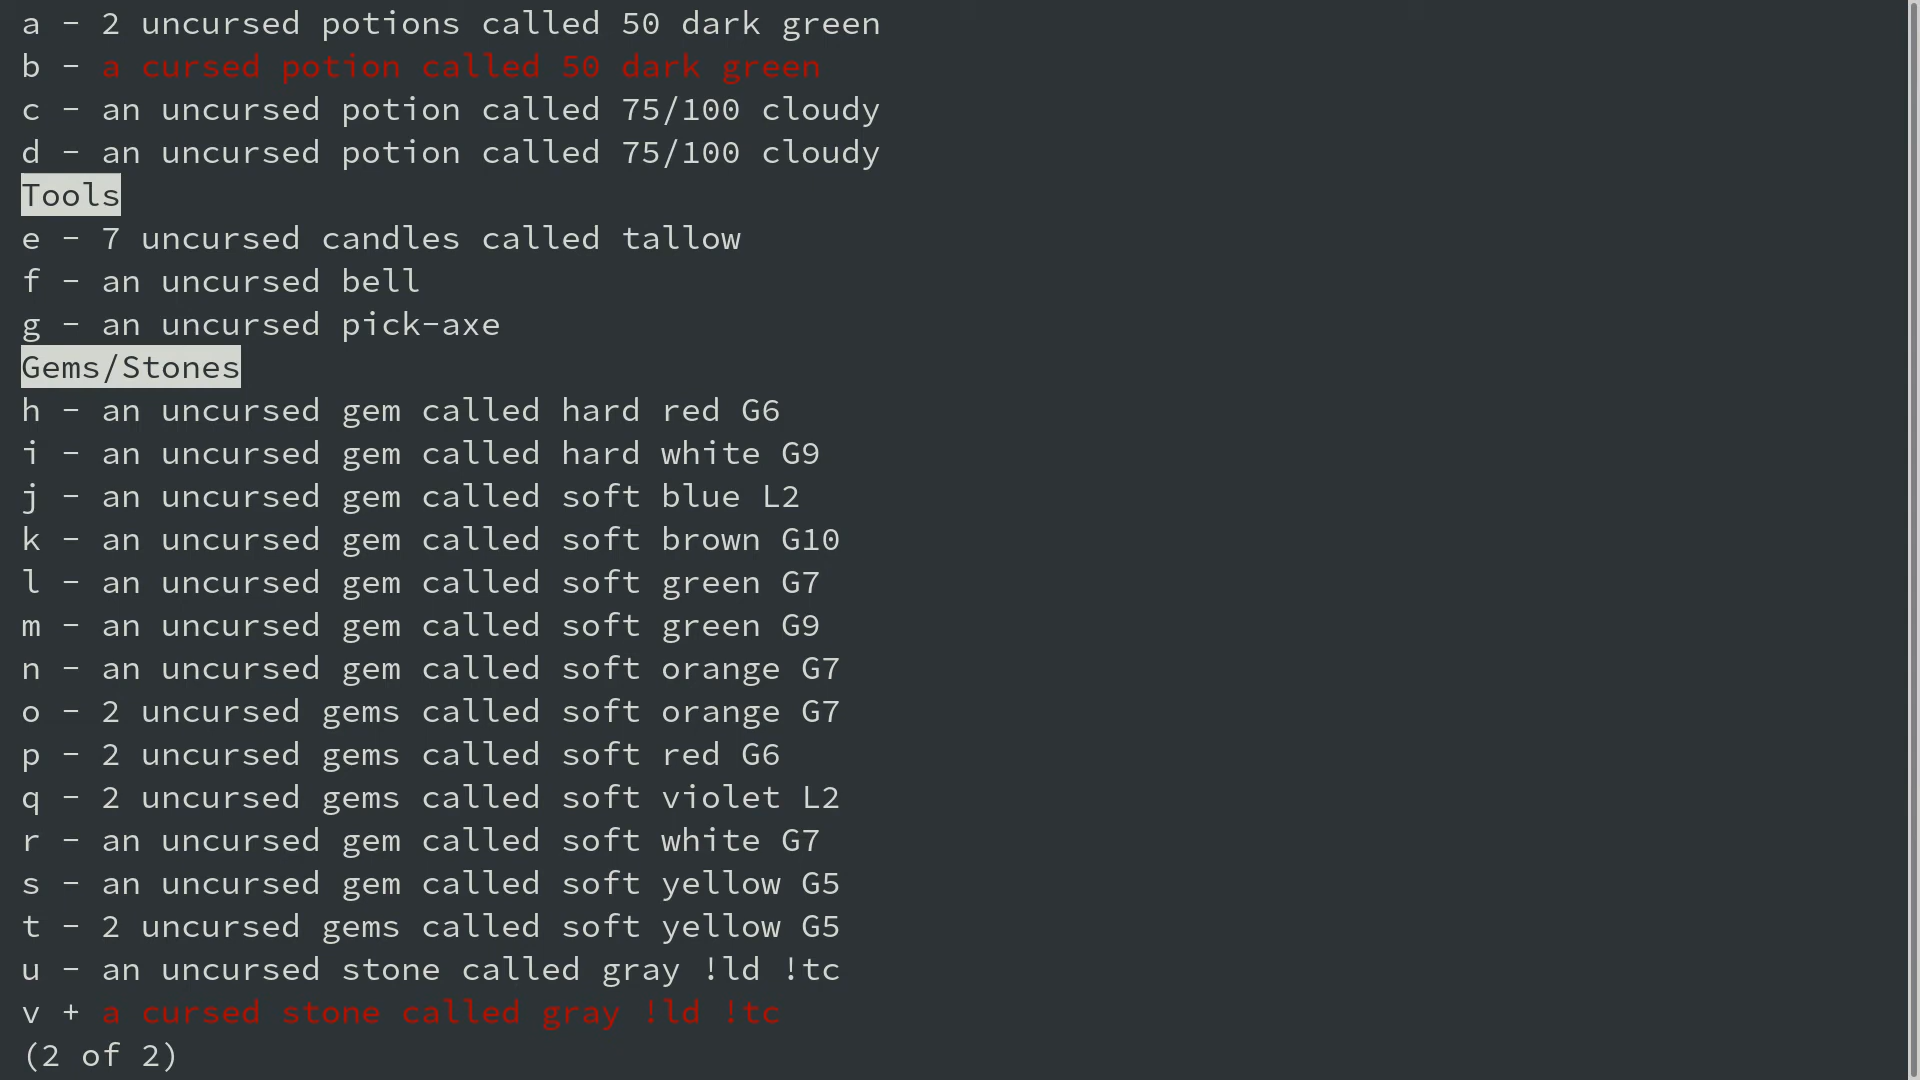 a - 2 uncursed potions called 50 dark green
b - a cursed potion called 50 dark green
c - an uncursed potion called 75/100 cloudy
d - an uncursed potion called 75/100 cloudy
Tools
e - 7 uncursed candles called tallow
f - an uncursed bell
g - an uncursed pick-axe
Gems/Stones
h - an uncursed gem called hard red G6
i - an uncursed gem called hard white G9
j - an uncursed gem called soft blue L2
k - an uncursed gem called soft brown G10
l - an uncursed gem called soft green G7
m - an uncursed gem called soft green G9
n - an uncursed gem called soft orange G7
o - 2 uncursed gems called soft orange G7
p - 2 uncursed gems called soft red G6
q - 2 uncursed gems called soft violet L2
r - an uncursed gem called soft white G7
s - an uncursed gem called soft yellow G5
t - 2 uncursed gems called soft yellow G5
u - an uncursed stone called gray !ld !tc
v + a cursed stone called gray !ld !tc
(2 of 2)